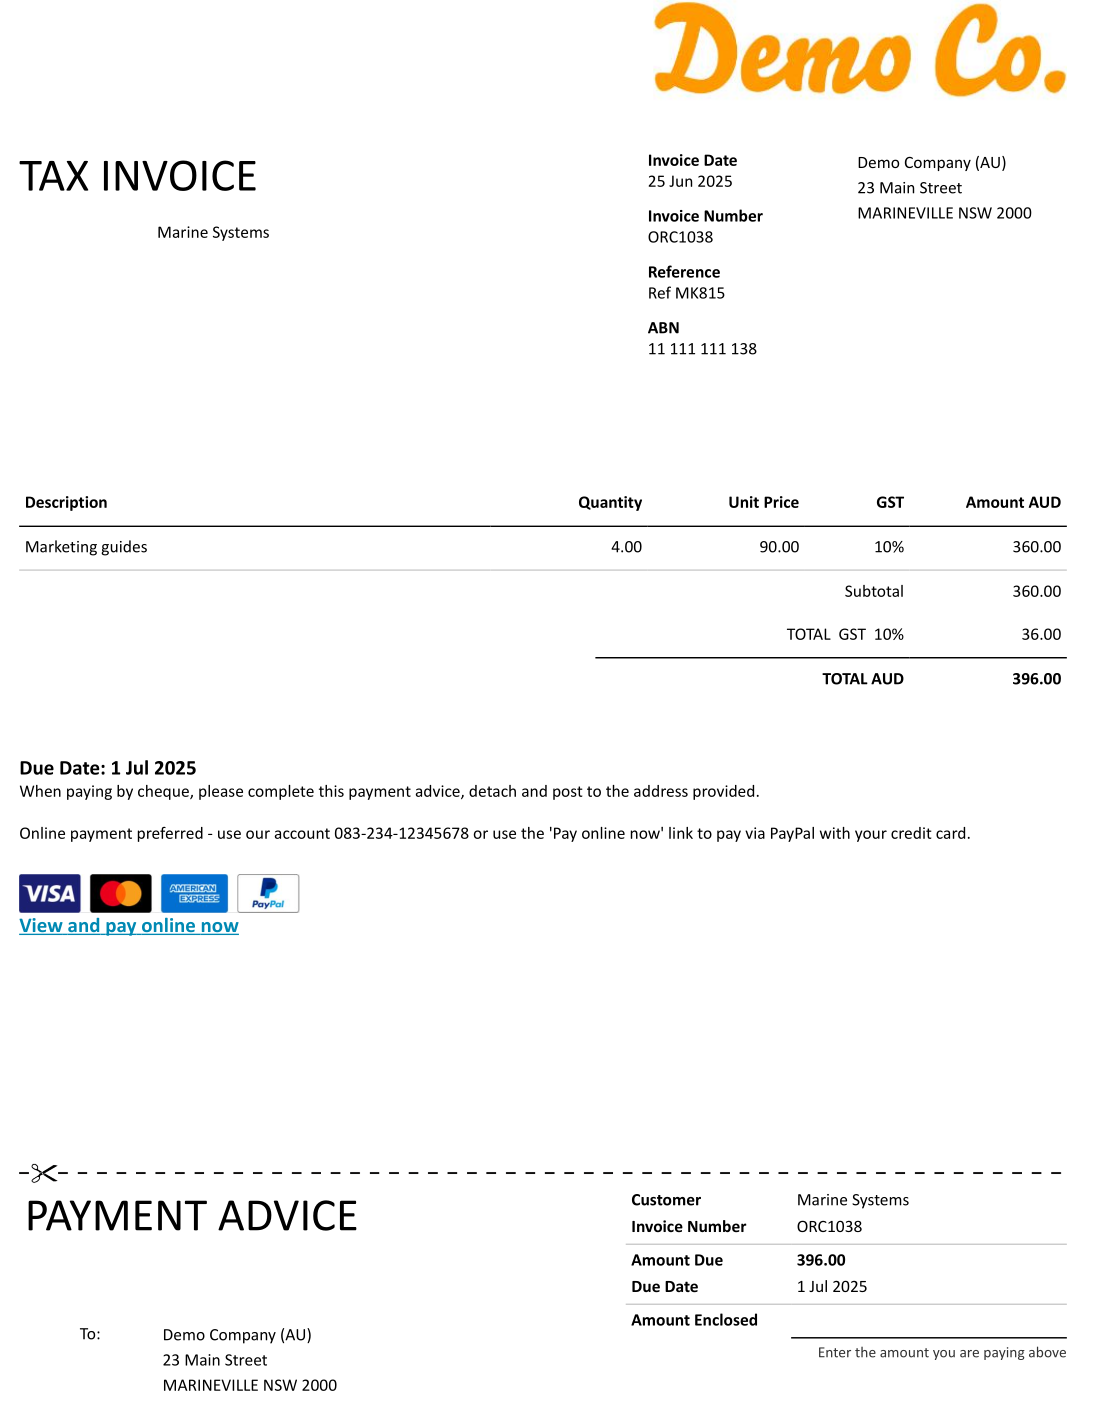 Demo Co.
TAX INVOICE
Marine Systems
Invoice Date
25 Jun 2025
Invoice Number
ORC1038
Reference
Ref MK815
ABN
11 111 111 138
Demo Company (AU)
23 Main Street
MARINEVILLE NSW 2000
Description Quantity Unit Price GST Amount AUD
Marketing guides 4.00 90.00 10% 360.00
Subtotal 360.00
TOTAL GST 10% 36.00
TOTAL AUD 396.00
Due Date: 1 Jul 2025
When paying by cheque, please complete this payment advice, detach and post to the address provided.
Online payment preferred - use our account 083-234-12345678 or use the 'Pay online now' link to pay via PayPal with your credit card.
VISA AMERICAN EXPRESS PayPal
View and pay online now
PAYMENT ADVICE
To: Demo Company (AU)
23 Main Street
MARINEVILLE NSW 2000
Customer Marine Systems
Invoice Number ORC1038
Amount Due 396.00
Due Date 1 Jul 2025
Amount Enclosed
Enter the amount you are paying above